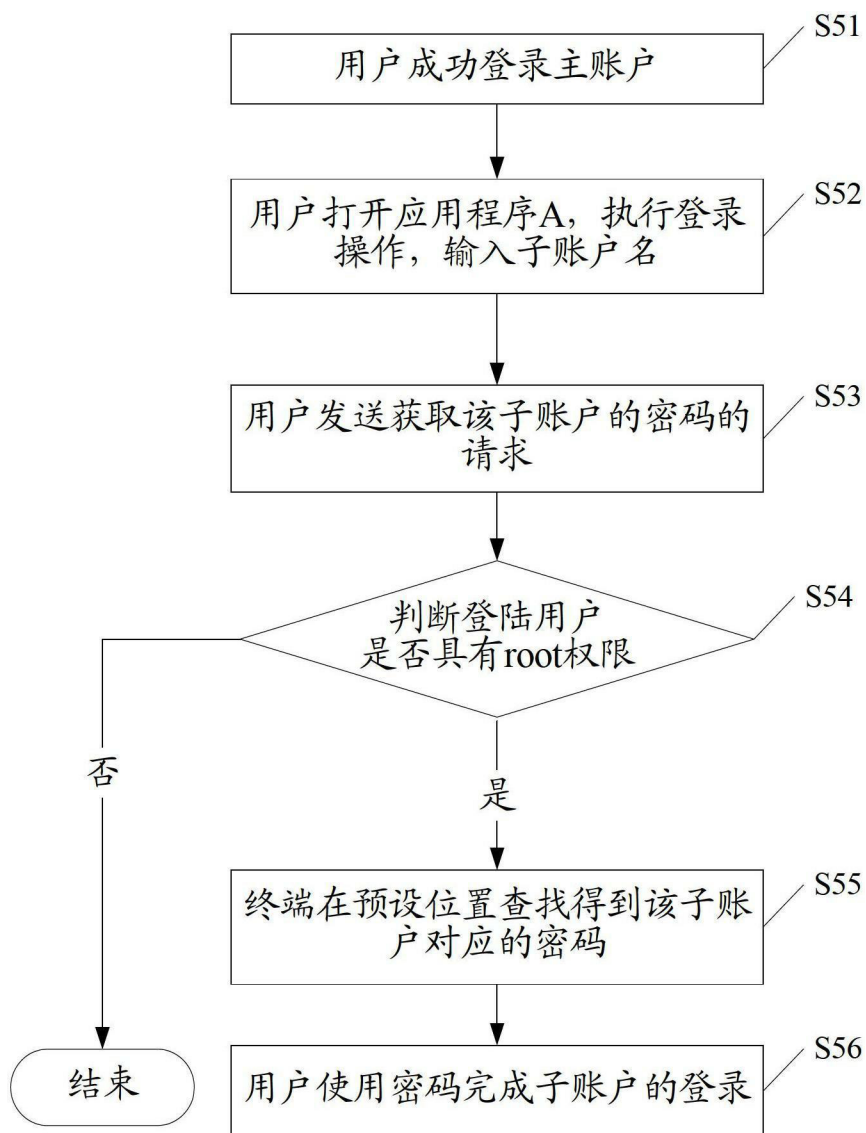 S51
用户成功登录主账户
S52
用户打开应用程序A，执行登录
操作，输入子账户名
S53
用户发送获取该子账户的密码的
请求
S54
判断登陆用户
是否具有root权限
否
是
S55
终端在预设位置查找得到该子账
户对应的密码
S56
结束
用户使用密码完成子账户的登录